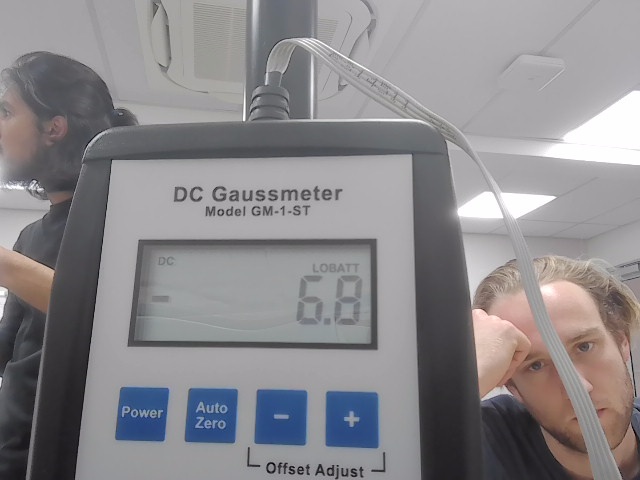 DC Gaussmeter
Model GM-1-ST
DC
LOBATT
- 6.8
Power
Auto
Zero
-
+
Offset Adjust